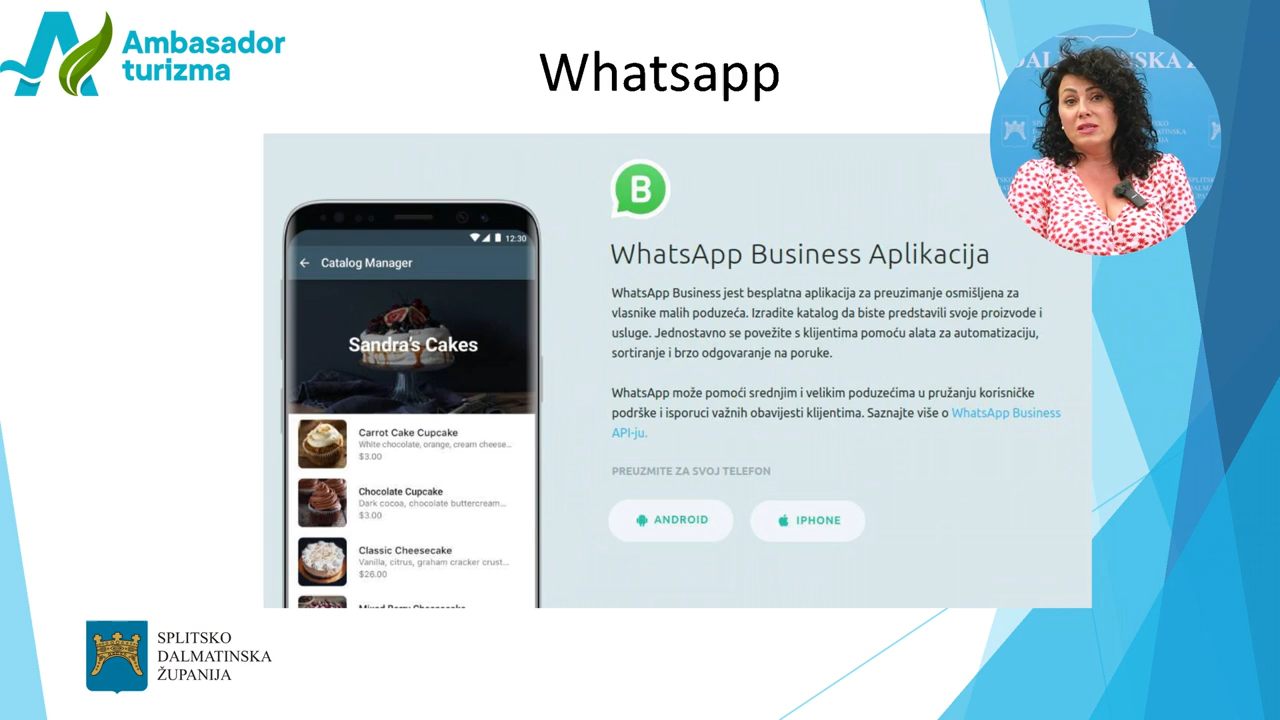 Ambasador
turizma
Whatsapp
B
WhatsApp Business Aplikacija
WhatsApp Business jest besplatna aplikacija za preuzimanje osmišljena za
vlasnike malih poduzeća. Izradite katalog da biste predstavili svoje proizvode i
usluge. Jednostavno se povežite s klijentima pomoću alata za automatizaciju,
sortiranje i brzo odgovaranje na poruke.
WhatsApp može pomoći srednjim i velikim poduzećima u pružanju korisničke
podrške i isporuci važnih obavijesti klijentima. Saznajte više o WhatsApp Business
API-ju.
PREUZMITE ZA SVOJ TELEFON
ANDROID
IPHONE
12:30
Catalog Manager
Sandra's Cakes
Carrot Cake Cupcake
White chocolate, orange, cream cheese...
$3.00
Chocolate Cupcake
Dark cocoa, chocolate buttercream...
$3.00
Classic Cheesecake
Vanilla, citrus, graham cracker crust...
$26.00
SPLITSKO
DALMATINSKA
ŽUPANIJA